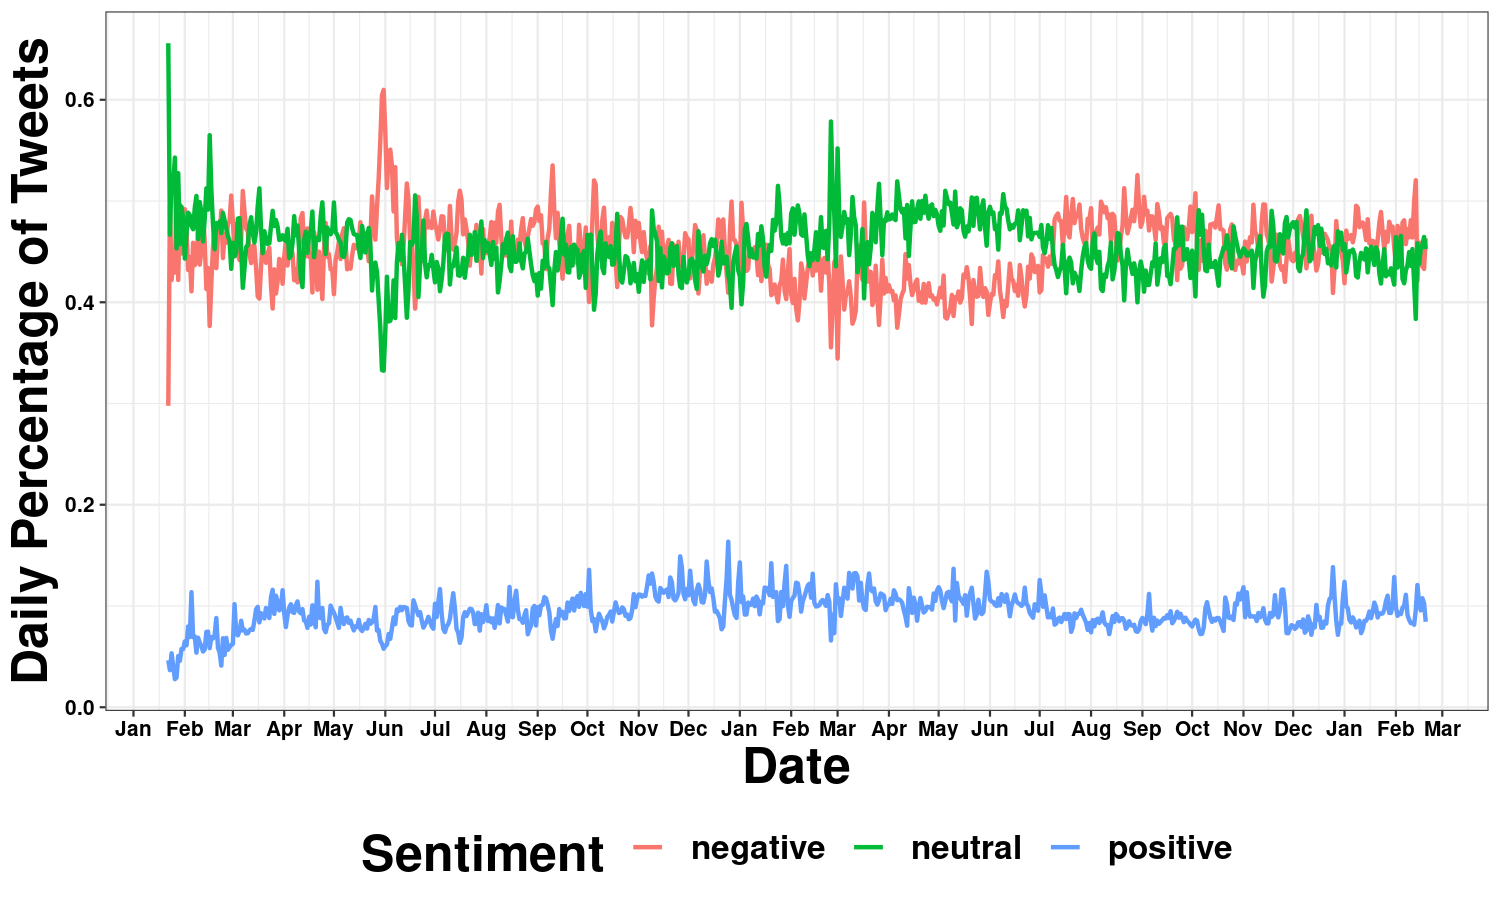 Daily Percentage of Tweets
0.6
0.4
0.2
0.0
Jan Feb Mar Apr May Jun Jul Aug Sep Oct Nov Dec Jan Feb Mar Apr May Jun Jul Aug Sep Oct Nov Dec Jan Feb Mar
Date
Sentiment negative neutral positive